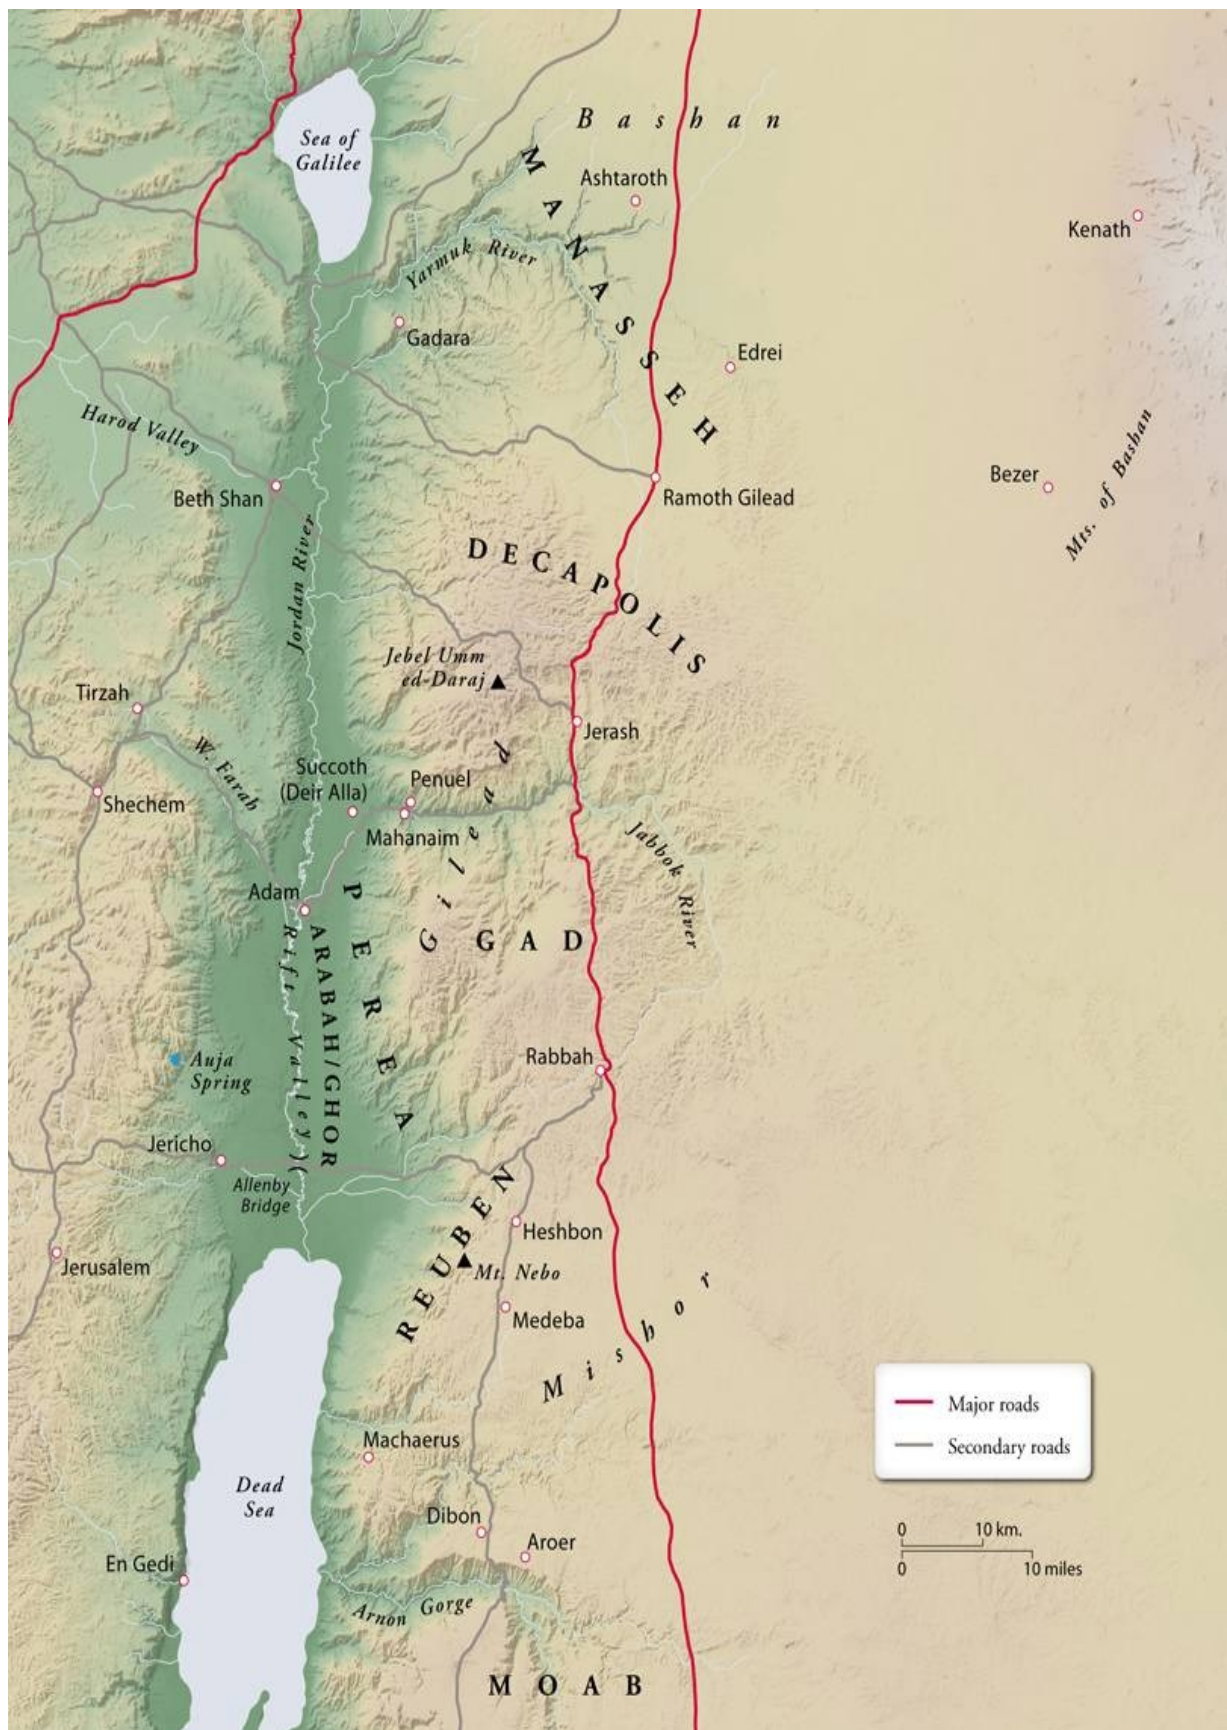 Bashan
Sea of
Galilee
MANASSEH
Ashtaroth
Kenath
Yarmuk River
Gadara
Edrei
Harod Valley
Mts. of Bashan
Bezer
Beth Shan
Ramoth Gilead
Jordan River
DECAPOLIS
Jebel Umm
ed-Daraj
Tirzah
Jerash
W. Farah
Succoth
(Deir Alla)
Penuel
Shechem
Mahanaim
Gilead
Jabbok River
Adam
PEREA
GAD
ARABAH/GHOR
Rift Valley)(
Rabbah
Auja
Spring
Jericho
Allenby
Bridge
REUBEN
Heshbon
Jerusalem
Mt. Nebo
Medeba
Mishor
Major roads
Secondary roads
Machaerus
Dead
Sea
Dibon
Aroer
0 10 km.
0 10 miles
En Gedi
Arnon Gorge
MOAB